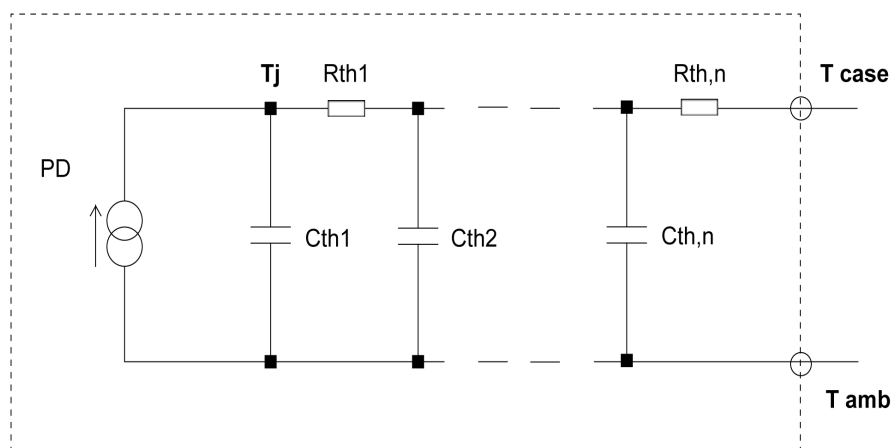 Tj
Rth1
Rth,n
T case
PD
Cth1
Cth2
Cth,n
T amb